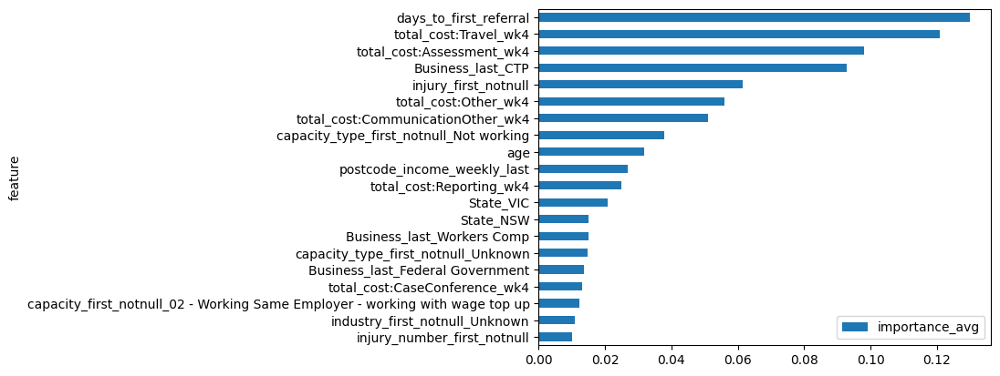 feature
days_to_first_referral
total_cost:Travel_wk4
total_cost:Assessment_wk4
Business_last_CTP
injury_first_notnull
total_cost:Other_wk4
total_cost:CommunicationOther_wk4
capacity_type_first_notnull_Not working
age
postcode_income_weekly_last
total_cost:Reporting_wk4
State_VIC
State_NSW
Business_last_Workers Comp
capacity_type_first_notnull_Unknown
Business_last_Federal Government
total_cost:CaseConference_wk4
capacity_first_notnull_02 - Working Same Employer - working with wage top up
industry_first_notnull_Unknown
injury_number_first_notnull
importance_avg
0.00 0.02 0.04 0.06 0.08 0.10 0.12